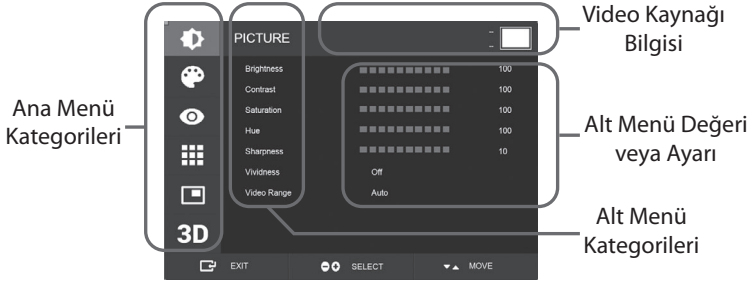 Video Kaynağı
Bilgisi
PICTURE
Brightness 100
Contrast 100
Saturation 100
Hue 100
Sharpness 10
Vividness Off
Video Range Auto
3D
EXIT SELECT MOVE
Ana Menü
Kategorileri
Alt Menü Değeri
veya Ayarı
Alt Menü
Kategorileri